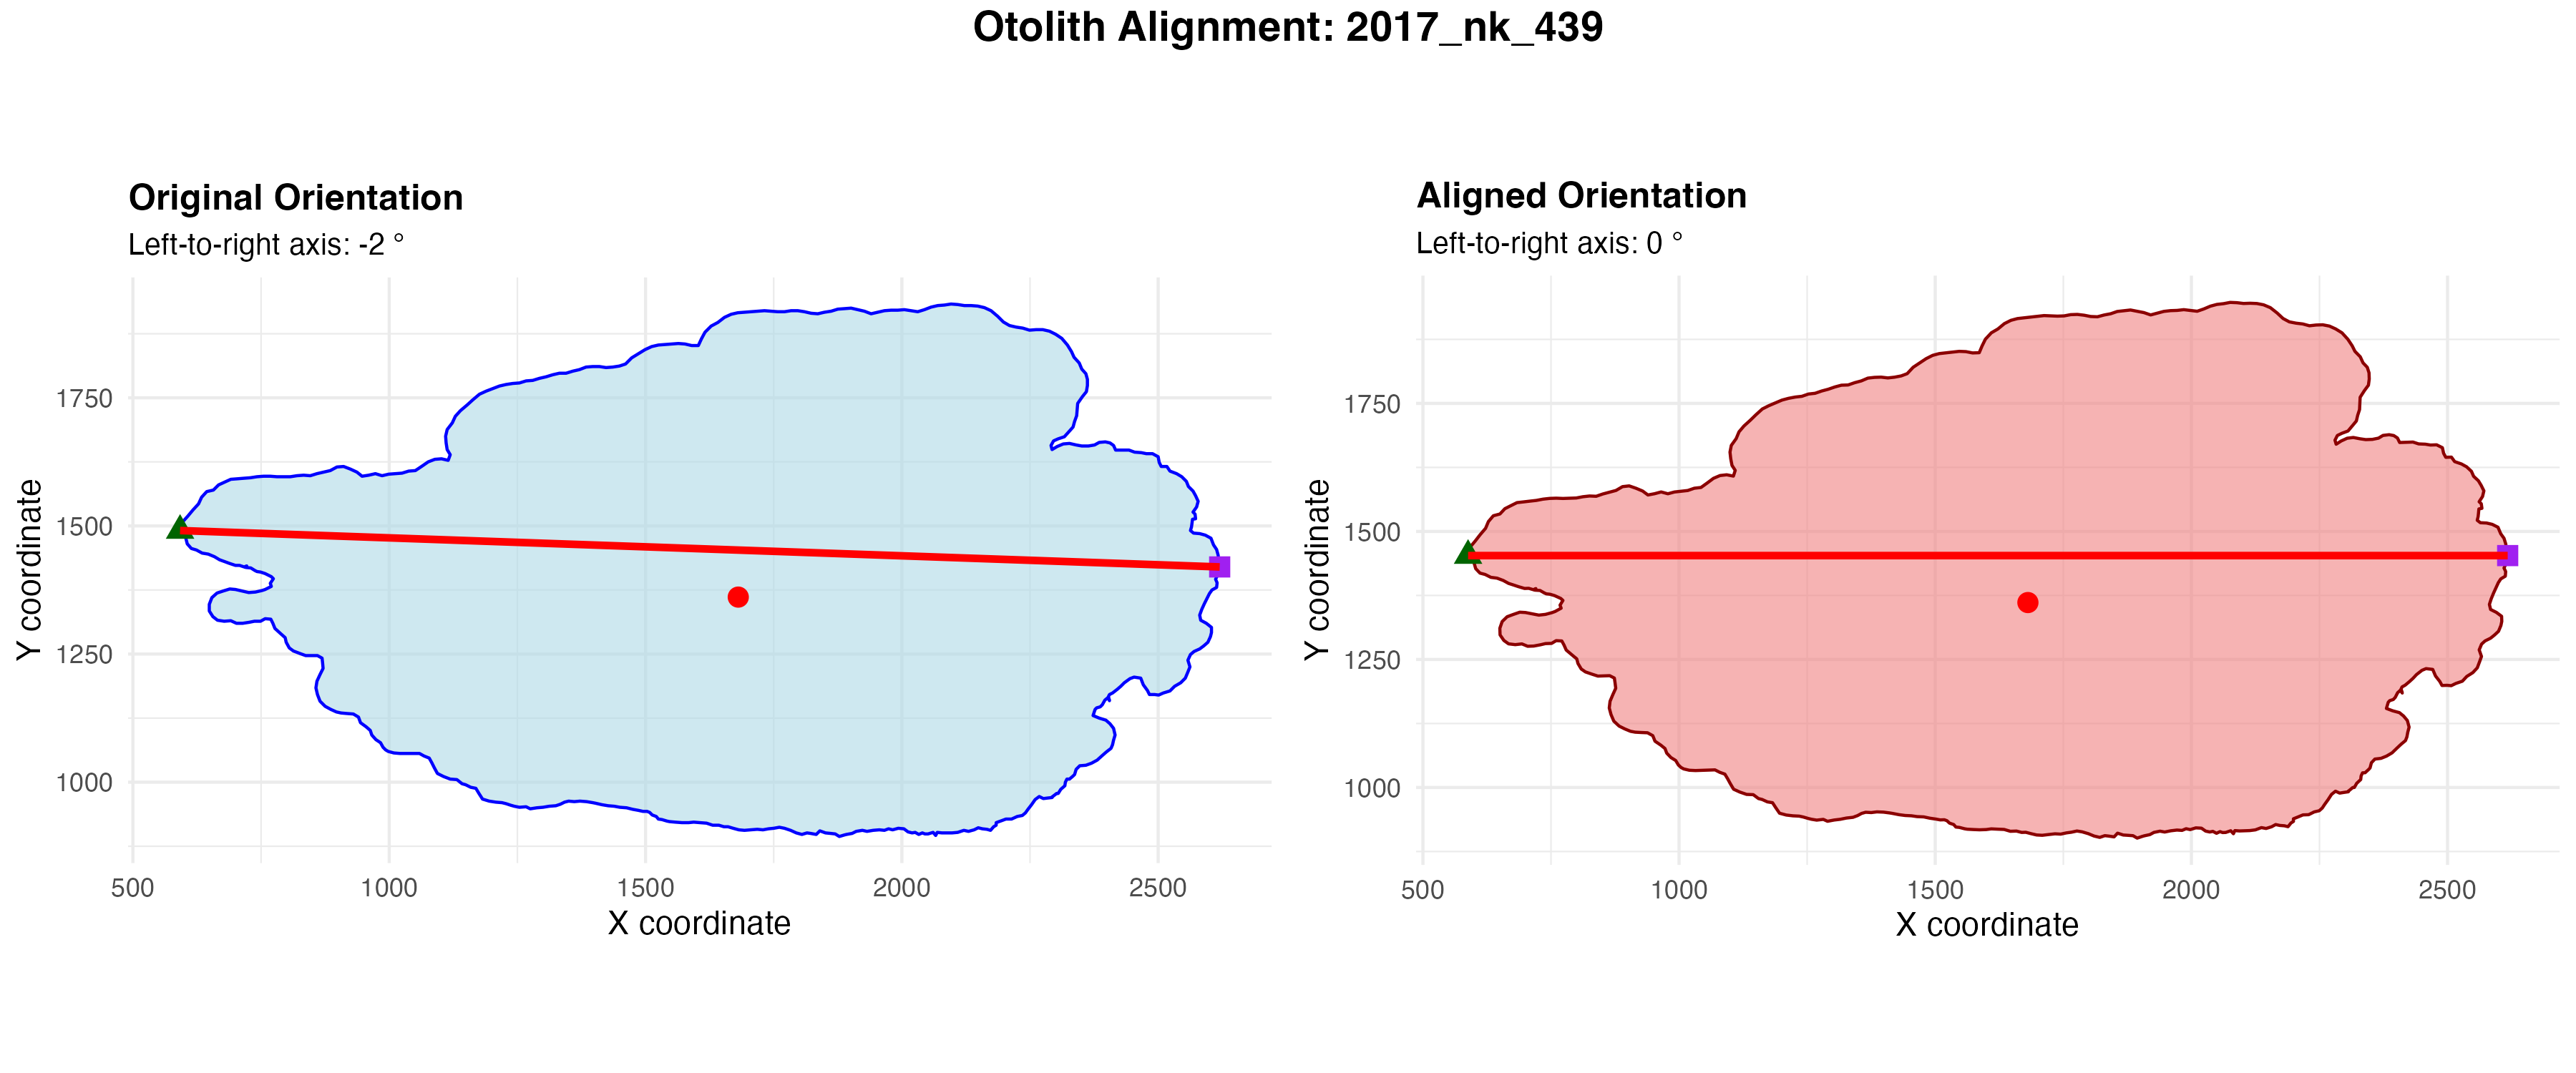 Otolith Alignment: 2017_nk_439
Original Orientation
Left-to-right axis: -2 °
Y coordinate
1750
1500
1250
1000
500 1000 1500 2000 2500
X coordinate
Aligned Orientation
Left-to-right axis: 0 °
Y coordinate
1750
1500
1250
1000
500 1000 1500 2000 2500
X coordinate